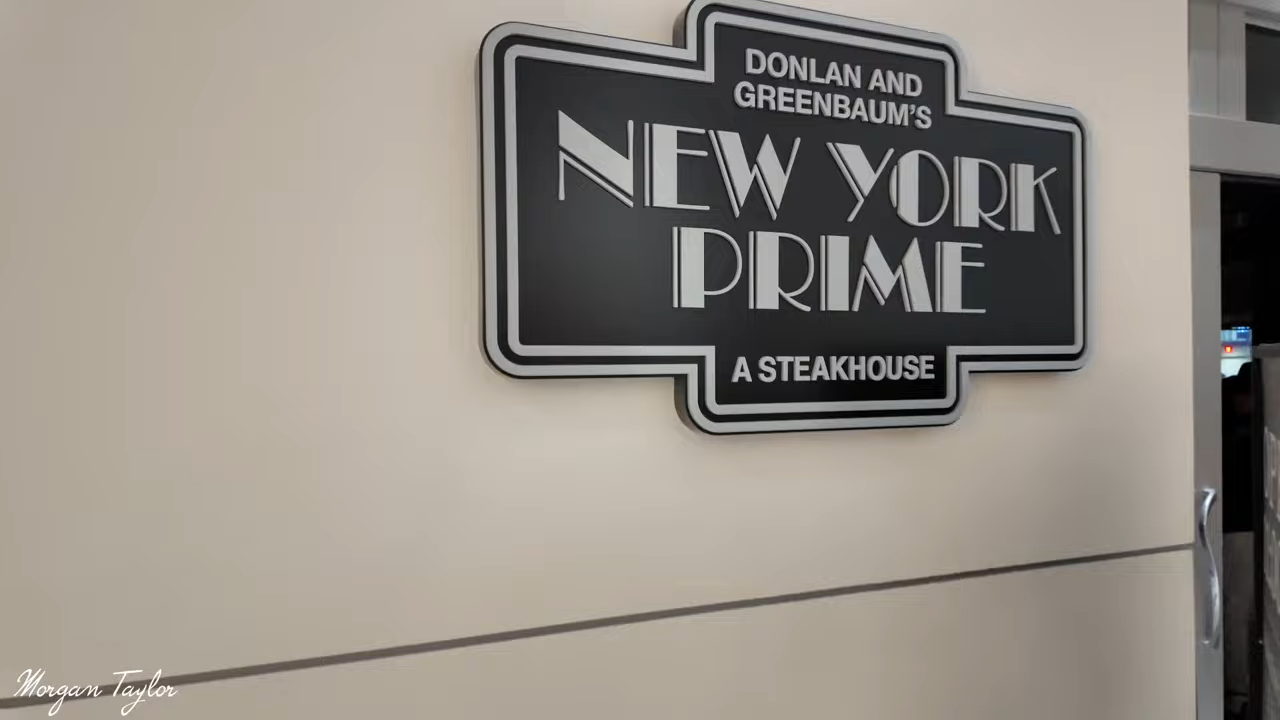 DONLAN AND
GREENBAUM'S
NEW YORK
PRIME
A STEAKHOUSE
Morgan Taylor